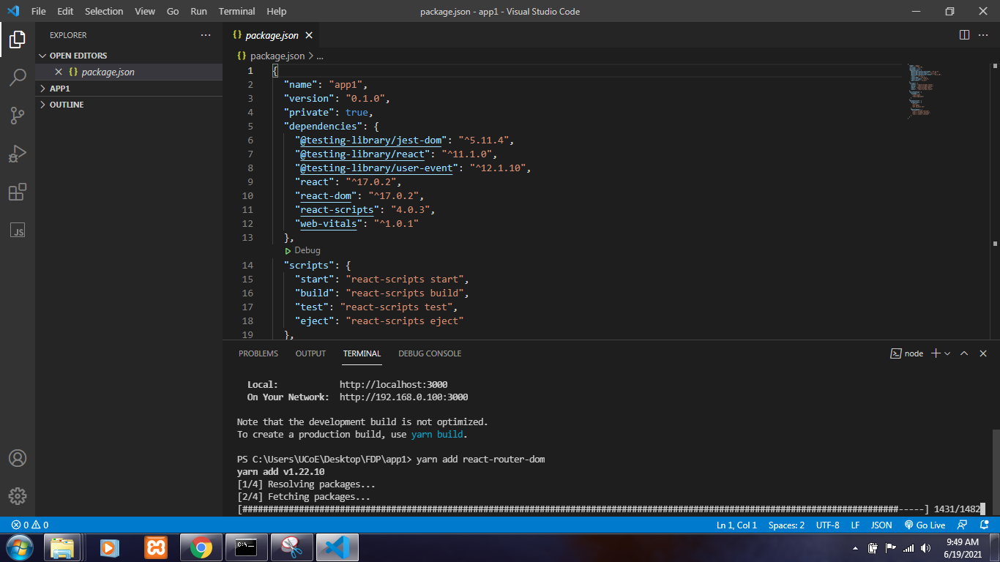 File Edit Selection View Go Run Terminal Help
package.json - app1 - Visual Studio Code
EXPLORER
OPEN EDITORS
{} package.json
APP1
OUTLINE
JS
{} package.json
{} package.json > ...
1 {
2 "name": "app1",
3 "version": "0.1.0",
4 "private": true,
5 "dependencies": {
6 "@testing-library/jest-dom": "^5.11.4",
7 "@testing-library/react": "^11.1.0",
8 "@testing-library/user-event": "^12.1.10",
9 "react": "^17.0.2",
10 "react-dom": "^17.0.2",
11 "react-scripts": "4.0.3",
12 "web-vitals": "^1.0.1"
13 },
Debug
14 "scripts": {
15 "start": "react-scripts start",
16 "build": "react-scripts build",
17 "test": "react-scripts test",
18 "eject": "react-scripts eject"
19 },
PROBLEMS OUTPUT TERMINAL DEBUG CONSOLE
node
Local: http://localhost:3000
On Your Network: http://192.168.0.100:3000
Note that the development build is not optimized.
To create a production build, use yarn build.
PS C:\Users\UCoE\Desktop\FDP\app1> yarn add react-router-dom
yarn add v1.22.10
[1/4] Resolving packages...
[2/4] Fetching packages...
[########################################################################################################################-----] 1431/1482
0 0
Ln 1, Col 1 Spaces: 2 UTF-8 LF JSON Go Live
9:49 AM
6/19/2021